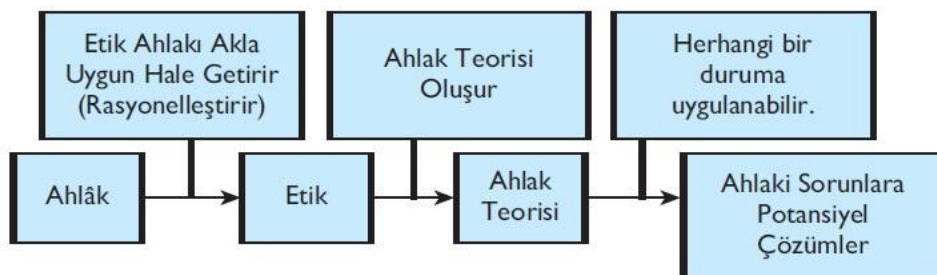 Etik Ahlakı Akla
Uygun Hale Getirir
(Rasyonelleştirir)
Ahlak Teorisi
Oluşur
Herhangi bir
duruma
uygulanabilir.
Ahlâk
Etik
Ahlak
Teorisi
Ahlaki Sorunlara
Potansiyel
Çözümler